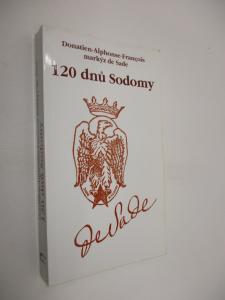 Donatien-Alphonse-François
markýz de Sade
120 dnů Sodomy
de Sade